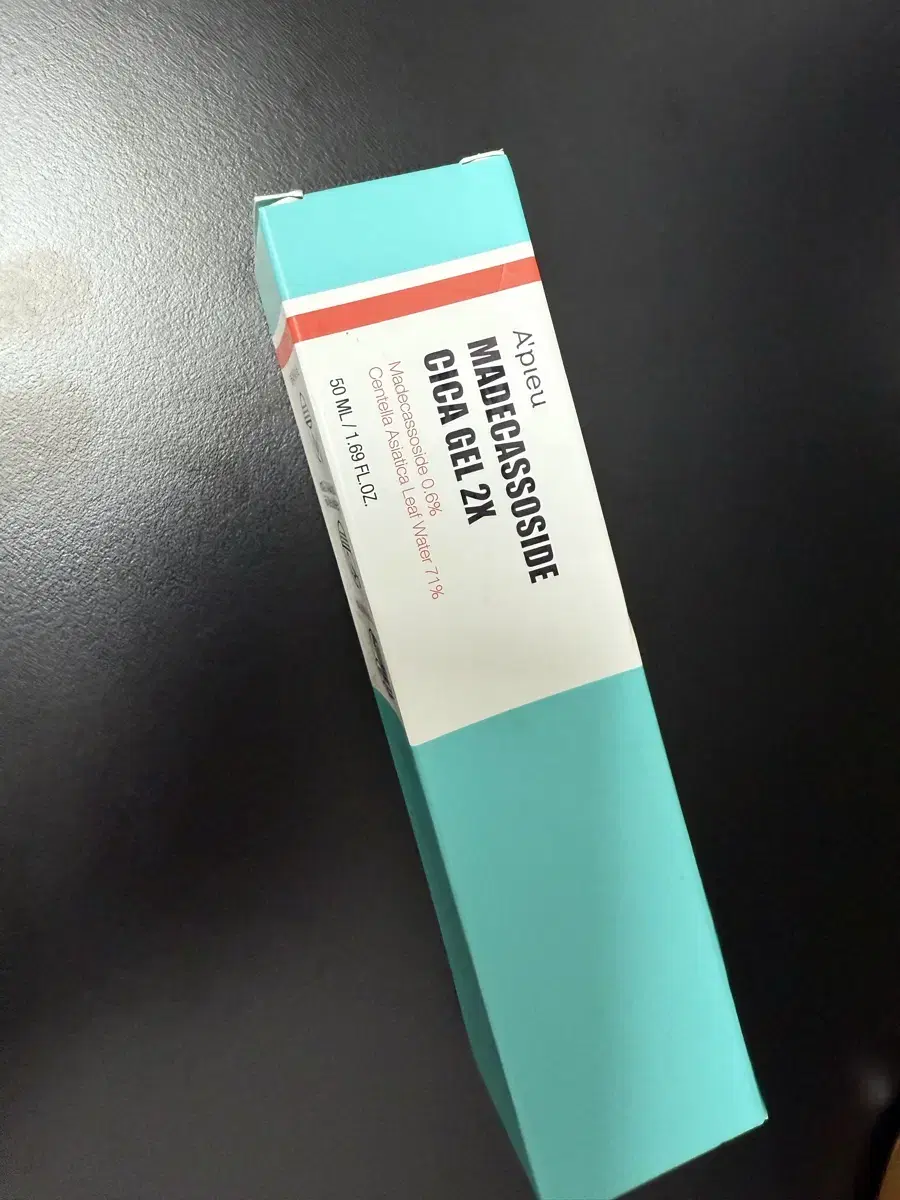 A'pieu
MADECASSOSIDE
CICA GEL 2X
Madecassoside 0.6%
Centella Asiatica Leaf Water 71%
50 ML / 1.69 FL.OZ.